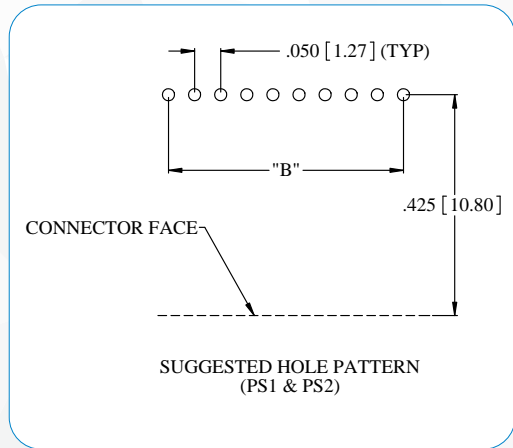 .050 [1.27] (TYP)
"B"
.425 [10.80]
CONNECTOR FACE
SUGGESTED HOLE PATTERN
(PS1 & PS2)